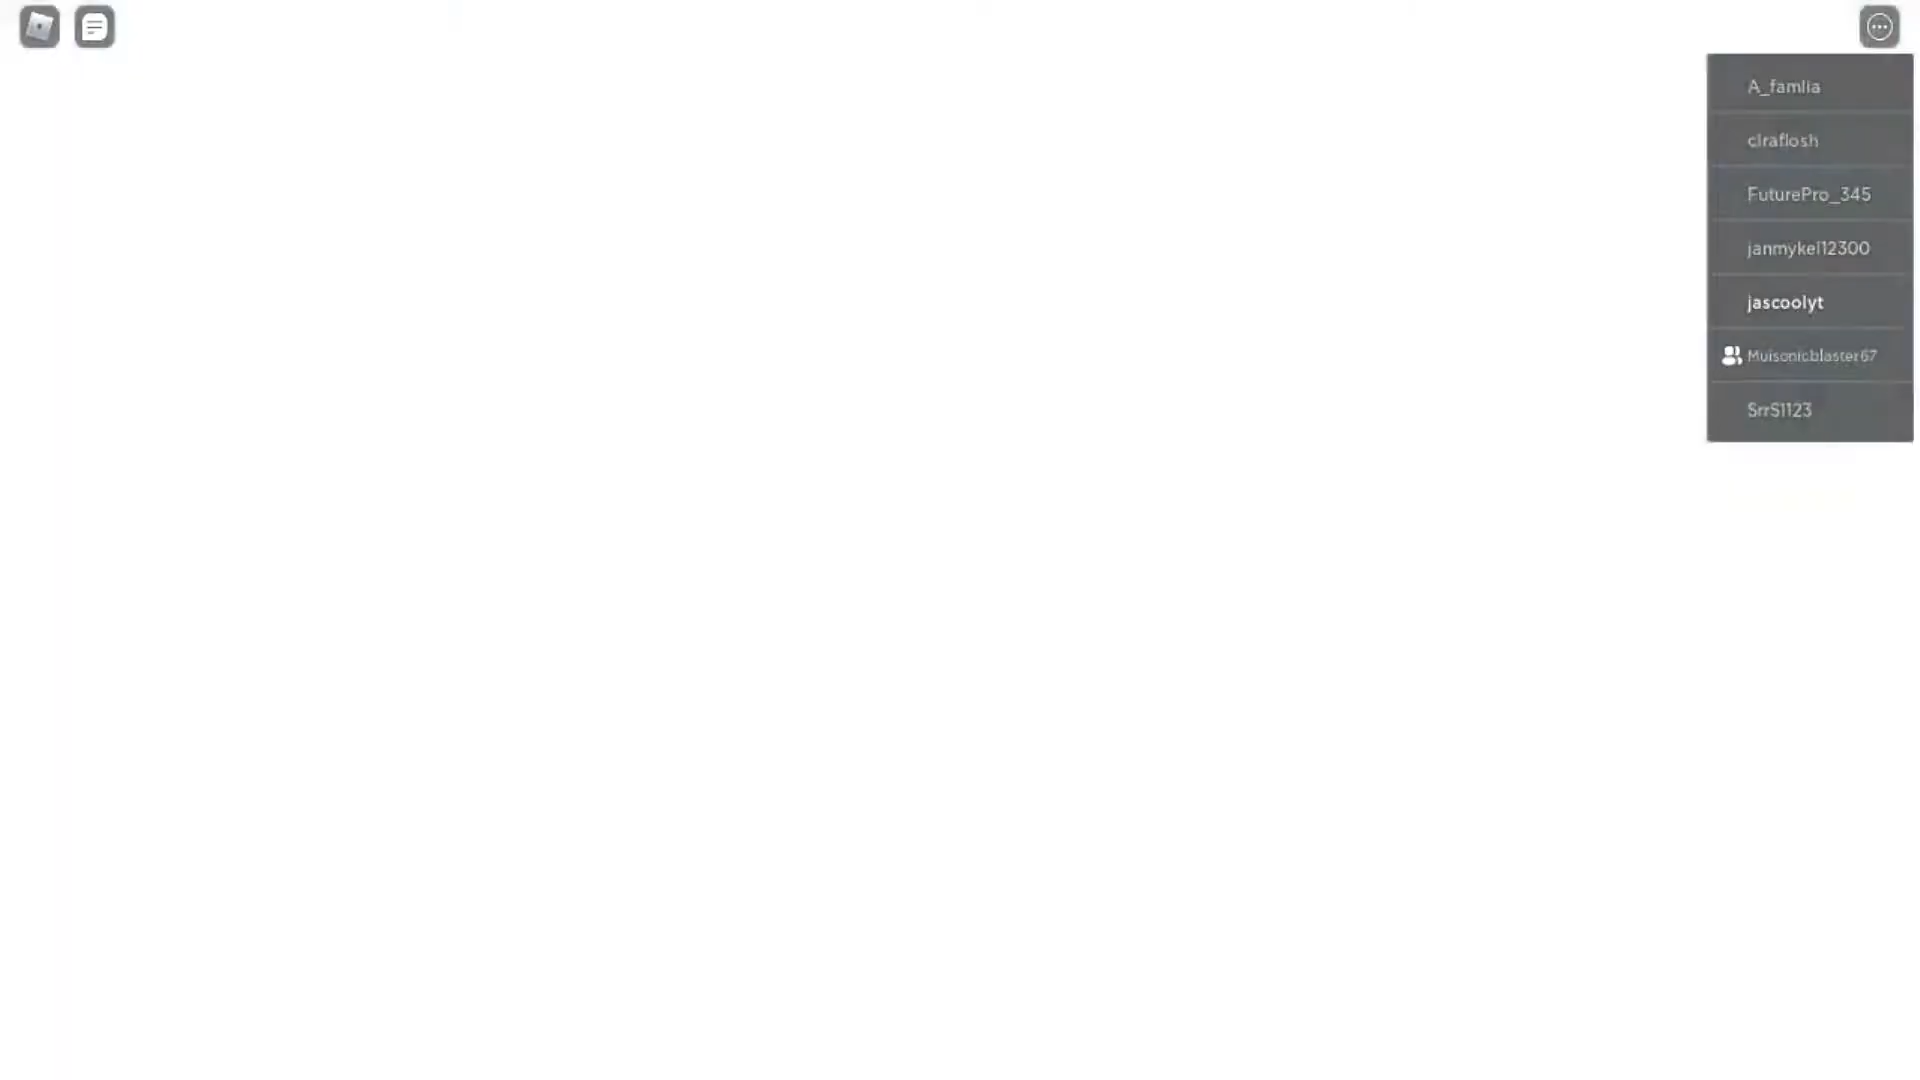 A_famlia
ciraflosh
FuturePro_345
janmykel12300
jascoolyt
Muisonicblaster67
SrrS1123